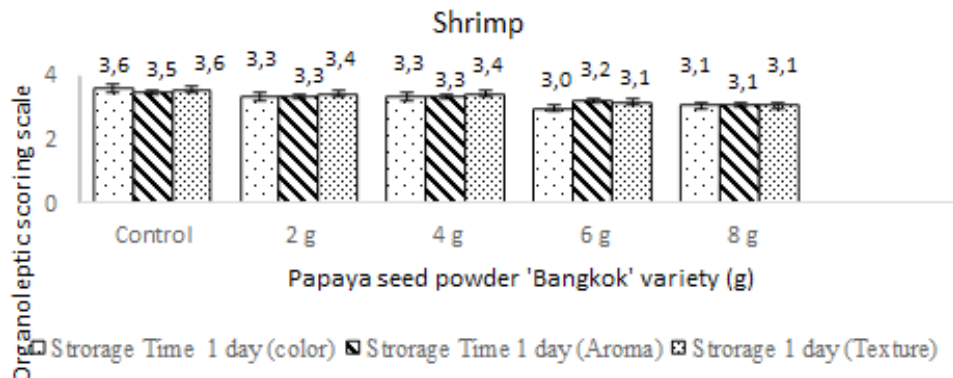 Shrimp
3,6 3,5 3,6 3,3 3,3 3,4 3,3 3,3 3,4 3,0 3,2 3,1 3,1 3,1 3,1
4
2
0
Organoleptic scoring scale
Control 2 g 4 g 6 g 8 g
Papaya seed powder 'Bangkok' variety (g)
Strorage Time 1 day (color) Strorage Time 1 day (Aroma) Strorage 1 day (Texture)